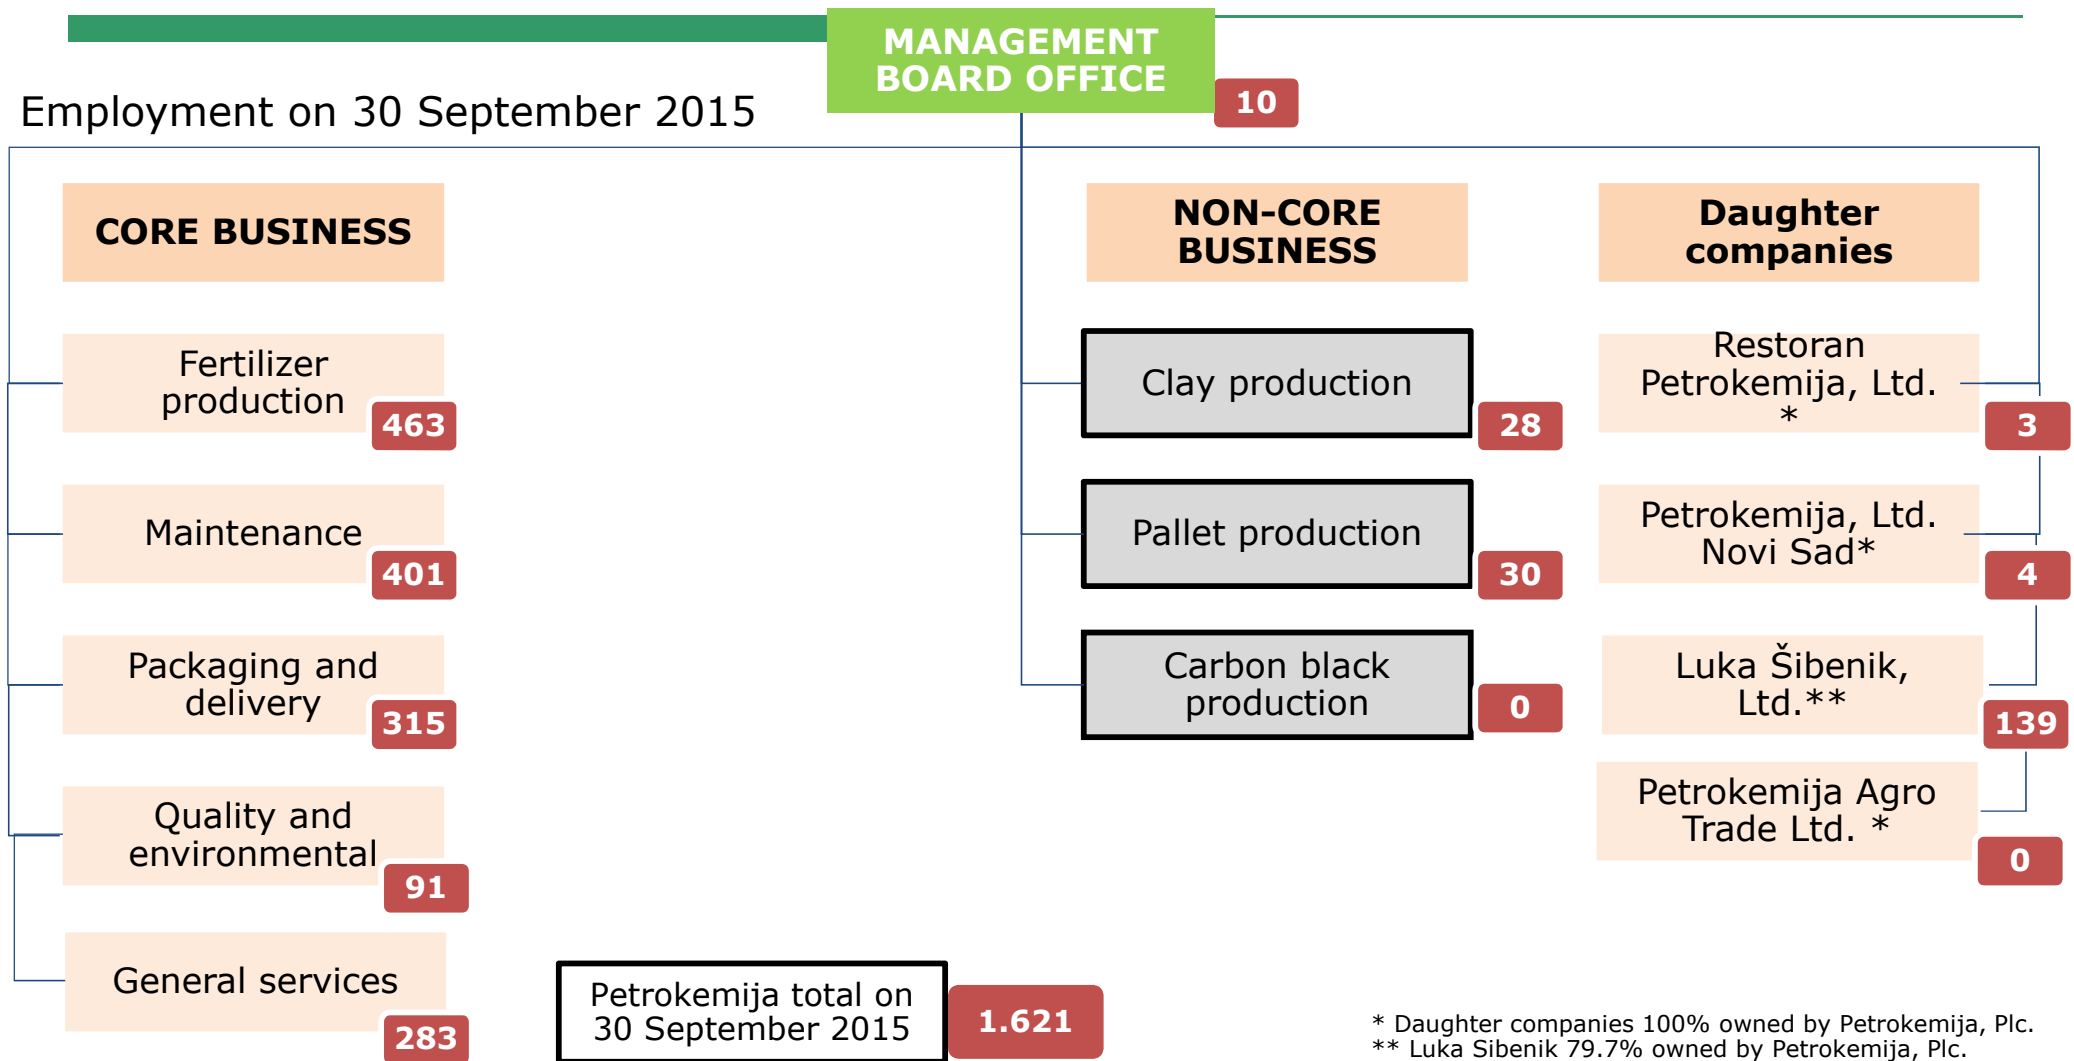 MANAGEMENT
BOARD OFFICE
10
Employment on 30 September 2015
CORE BUSINESS
Fertilizer
production
463
Maintenance
401
Packaging and
delivery
315
Quality and
environmental
91
General services
283
NON-CORE
BUSINESS
Clay production
28
Pallet production
30
Carbon black
production
0
Daughter
companies
Restoran
Petrokemija, Ltd.
*
3
Petrokemija, Ltd.
Novi Sad*
4
Luka Šibenik,
Ltd.**
139
Petrokemija Agro
Trade Ltd. *
0
Petrokemija total on
30 September 2015
1.621
* Daughter companies 100% owned by Petrokemija, Plc.
** Luka Sibenik 79.7% owned by Petrokemija, Plc.